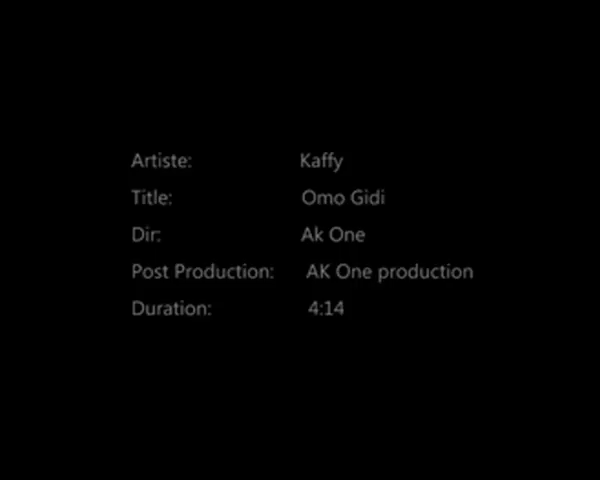 Artiste: Kaffy
Title: Omo Gidi
Dir: Ak One
Post Production: AK One production
Duration: 4:14